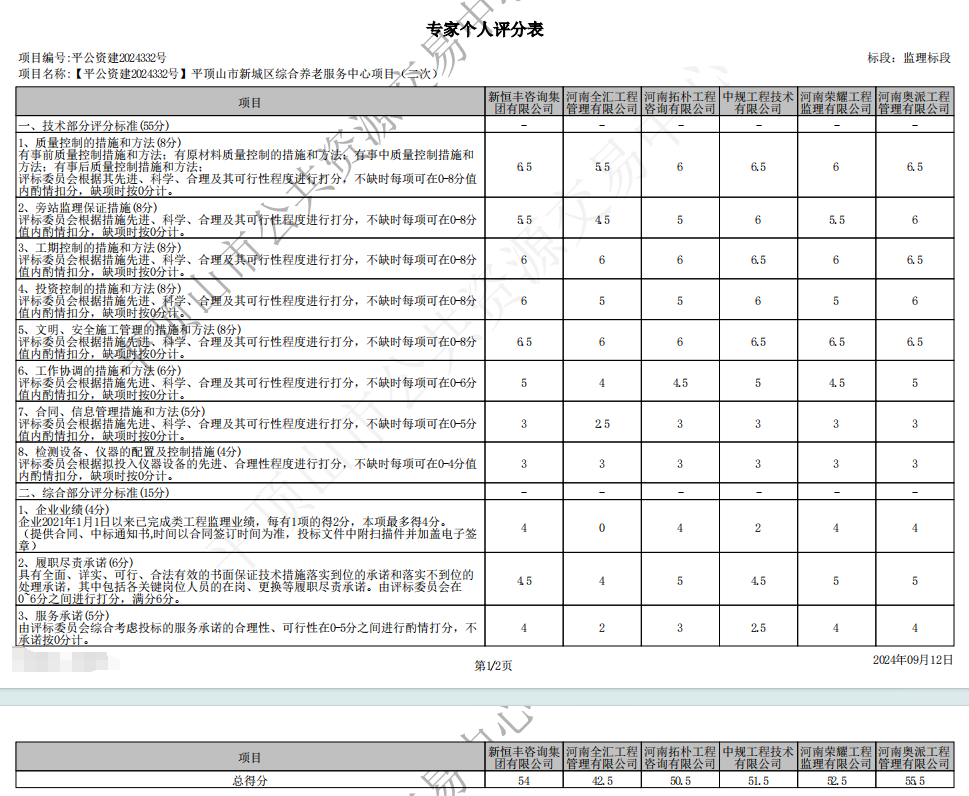 专家个人评分表
项目编号:平公资建2024332号
标段: 监理标段
项目名称:【平公资建2024332号】平顶山市新城区综合养老服务中心项目（二次）
项目 新恒丰咨询集团有限公司 河南全汇工程管理有限公司 河南拓朴工程咨询有限公司 中规工程技术有限公司 河南荣耀工程监理有限公司 河南奥派工程管理有限公司
一、技术部分评分标准(55分) - - - - - -
1、质量控制的措施和方法(8分)
有事前质量控制措施和方法; 有原材料质量控制的措施和方法; 有事中质量控制措施和
方法; 有事后质量控制措施和方法;
评标委员会根据其先进、科学、合理及其可行性程度进行打分, 不缺时每项可在0-8分值
内酌情扣分, 缺项时按0分计。
6.5 5.5 6 6.5 6 6.5
2、旁站监理保证措施(8分)
评标委员会根据措施先进、科学、合理及其可行性程度进行打分, 不缺时每项可在0-8分
值内酌情扣分, 缺项时按0分计。
5.5 4.5 5 6 5.5 6
3、工期控制的措施和方法(8分)
评标委员会根据措施先进、科学、合理及其可行性程度进行打分, 不缺时每项可在0-8分
值内酌情扣分, 缺项时按0分计。
6 6 6 6.5 6 6.5
4、投资控制的措施和方法(8分)
评标委员会根据措施先进、科学、合理及其可行性程度进行打分, 不缺时每项可在0-8分
值内酌情扣分, 缺项时按0分计。
6 5 5 6 5 6
5、文明、安全施工管理的措施和方法(8分)
评标委员会根据措施先进、科学、合理及其可行性程度进行打分, 不缺时每项可在0-8分
值内酌情扣分, 缺项时按0分计。
6.5 6 6 6.5 6.5 6.5
6、工作协调的措施和方法(6分)
评标委员会根据措施先进、科学、合理及其可行性程度进行打分, 不缺时每项可在0-6分
值内酌情扣分, 缺项时按0分计。
5 4 4.5 5 4.5 5
7、合同、信息管理措施和方法(5分)
评标委员会根据措施先进、科学、合理及其可行性程度进行打分, 不缺时每项可在0-5分
值内酌情扣分, 缺项时按0分计。
3 2.5 3 3 3 3
8、检测设备、仪器的配置及控制措施(4分)
评标委员会根据拟投入仪器设备的先进、合理性程度进行打分, 不缺时每项可在0-4分值
内酌情扣分, 缺项时按0分计。
3 3 3 3 3 3
二、综合部分评分标准(15分) - - - - - -
1、企业业绩(4分)
企业2021年1月1日以来已完成类工程监理业绩, 每有1项的得2分, 本项最多得4分。
（提供合同、中标通知书,时间以合同签订时间为准, 投标文件中附扫描件并加盖电子签
章）
4 0 4 2 4 4
2、履职尽责承诺(6分)
具有全面、详实、可行、合法有效的书面保证技术措施落实到位的承诺和落实不到位的
处理承诺, 其中包括各关键岗位人员的在岗、更换等履职尽责承诺。由评标委员会在
0~6分之间进行打分, 满分6分。
4.5 4 5 4.5 5 5
3、服务承诺(5分)
由评标委员会综合考虑投标的服务承诺的合理性、可行性在0-5分之间进行酌情打分, 不
承诺按0分计。
4 2 3 2.5 4 4
第1/2页
2024年09月12日
项目 新恒丰咨询集团有限公司 河南全汇工程管理有限公司 河南拓朴工程咨询有限公司 中规工程技术有限公司 河南荣耀工程监理有限公司 河南奥派工程管理有限公司
总得分 54 42.5 50.5 51.5 52.5 55.5
平顶山市公共资源交易中心
平顶山市公共资源交易中心